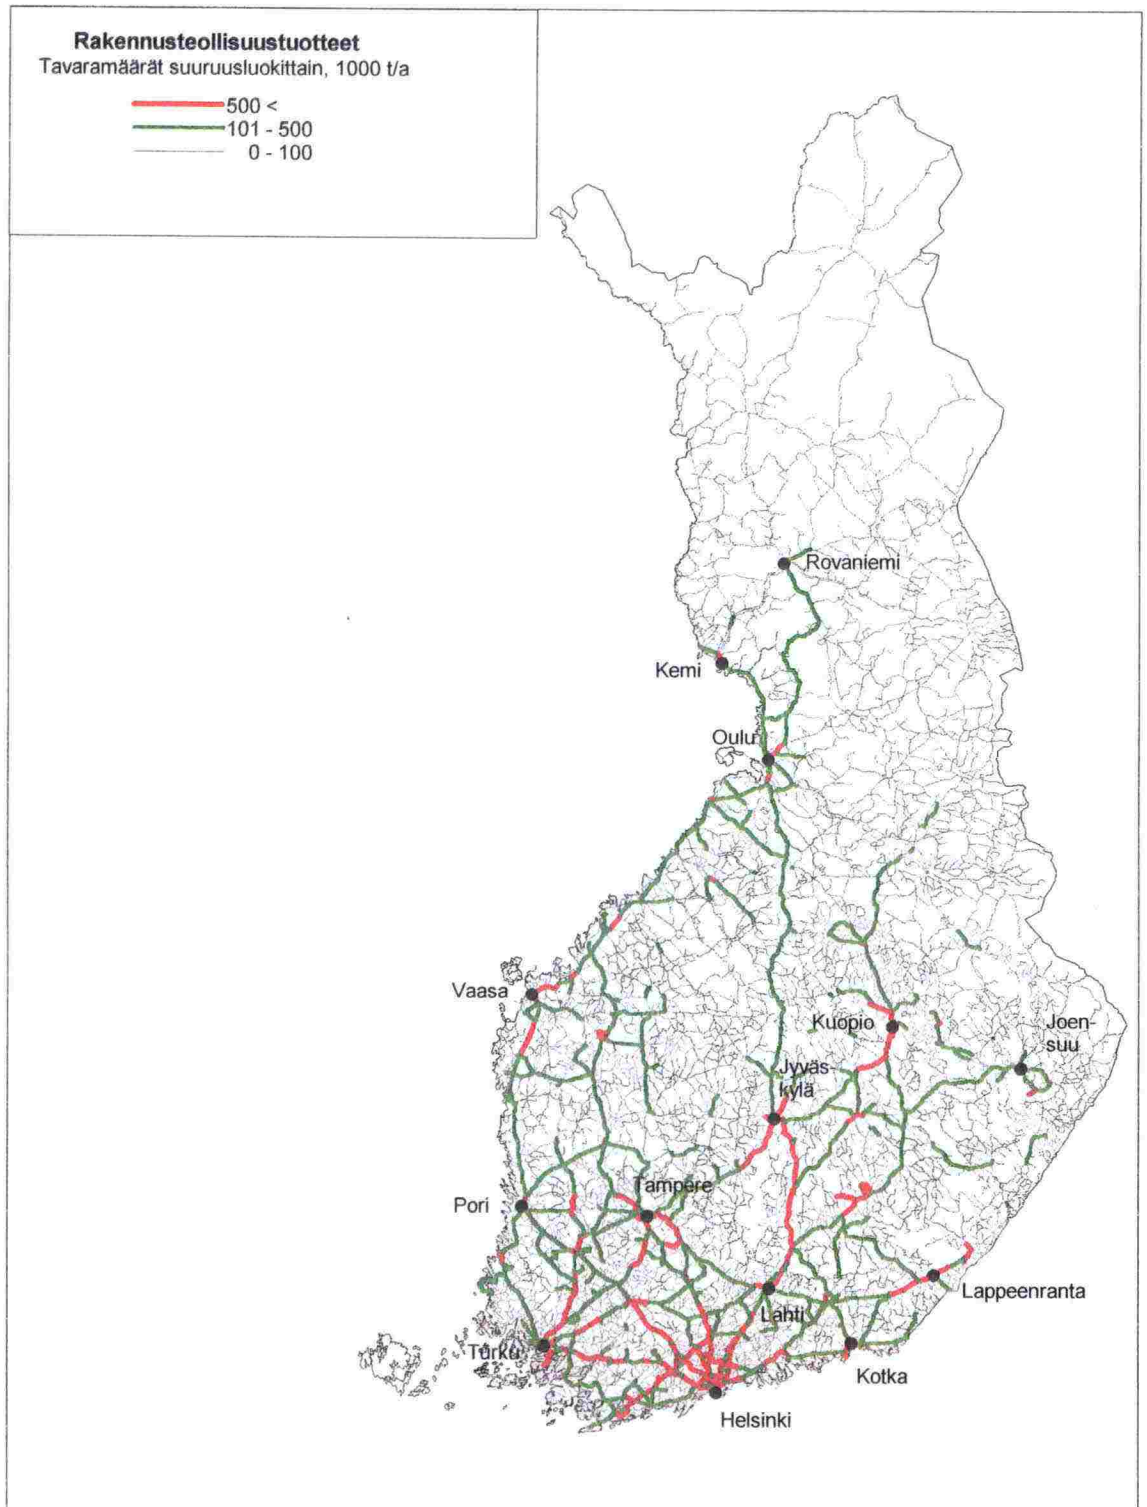 Rakennusteollisuustuotteet
Tavaramäärät suuruusluokittain, 1000 t/a
500 <
101 - 500
0 - 100
Rovaniemi
Kemi
Oulu
Vaasa
Kuopio
Joen-
suu
Jyväs-
kylä
Tampere
Pori
Lappeenranta
Lahti
Turku
Kotka
Helsinki